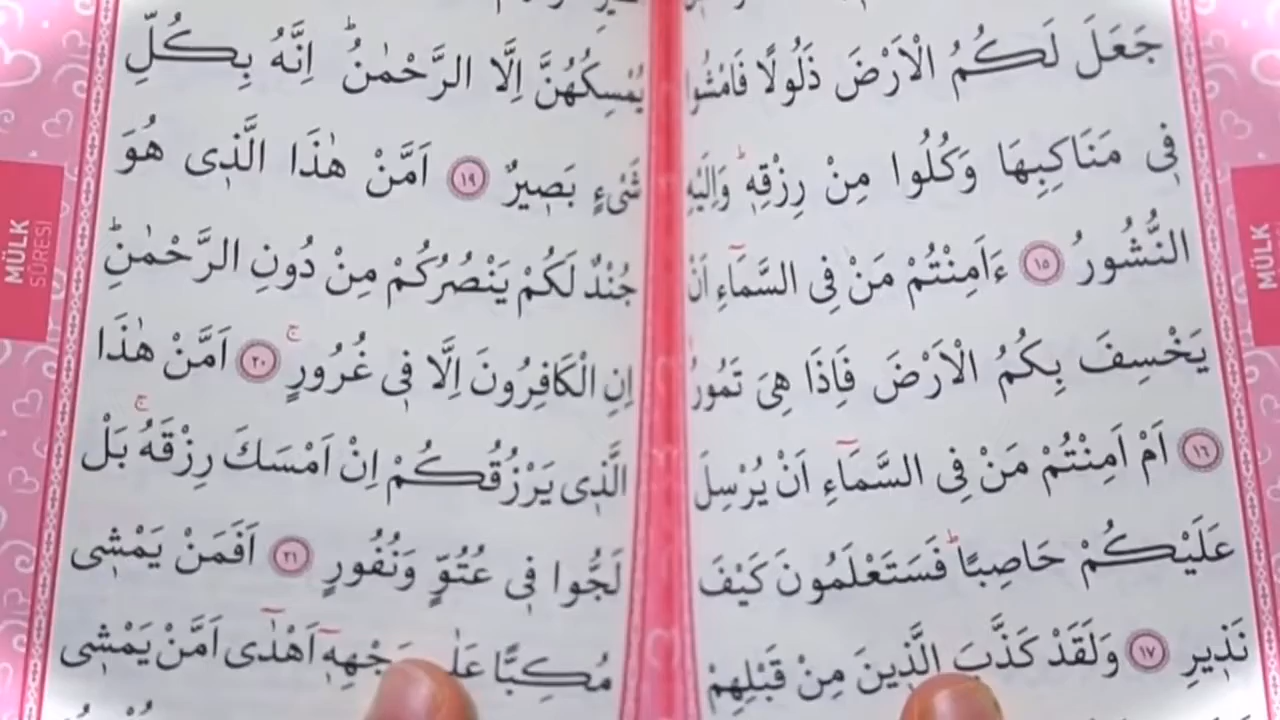 جَعَلَ لَكُمُ الْاَرْضَ ذَلُولًا فَامْشُوا
فٖى مَنَاكِبِهَا وَكُلُوا مِنْ رِزْقِهٖؕ وَاِلَيْهِ
النُّشُورُ ﴿١٥﴾ ءَاَمِنْتُمْ مَنْ فِى السَّمَٓاءِ اَنْ
يَخْسِفَ بِكُمُ الْاَرْضَ فَاِذَا هِىَ تَمُورُ
﴿١٦﴾ اَمْ اَمِنْتُمْ مَنْ فِى السَّمَٓاءِ اَنْ يُرْسِلَ
عَلَيْكُمْ حَاصِبًاؕ فَسَتَعْلَمُونَ كَيْفَ
نَذٖيرِ ﴿١٧﴾ وَلَقَدْ كَذَّبَ الَّذٖينَ مِنْ قَبْلِهِمْ
MÜLK
يُمْسِكُهُنَّ اِلَّا الرَّحْمٰنُؕ اِنَّهُ بِكُلِّ
شَىْءٍ بَصٖيرٌ ﴿١٩﴾ اَمَّنْ هٰذَا الَّذٖى هُوَ
جُنْدٌ لَكُمْ يَنْصُرُكُمْ مِنْ دُونِ الرَّحْمٰنِؕ
اِنِ الْكَافِرُونَ اِلَّا فٖى غُرُورٍۚ ﴿٢٠﴾ اَمَّنْ هٰذَا
الَّذٖى يَرْزُقُكُمْ اِنْ اَمْسَكَ رِزْقَهُۚ بَلْ
لَجُّوا فٖى عُتُوٍّ وَنُفُورٍ ﴿٢١﴾ اَفَمَنْ يَمْشٖى
مُكِبًّا عَلٰى وَجْهِهٖٓ اَهْدٰٓى اَمَّنْ يَمْشٖى
MÜLK
SÛRESİ